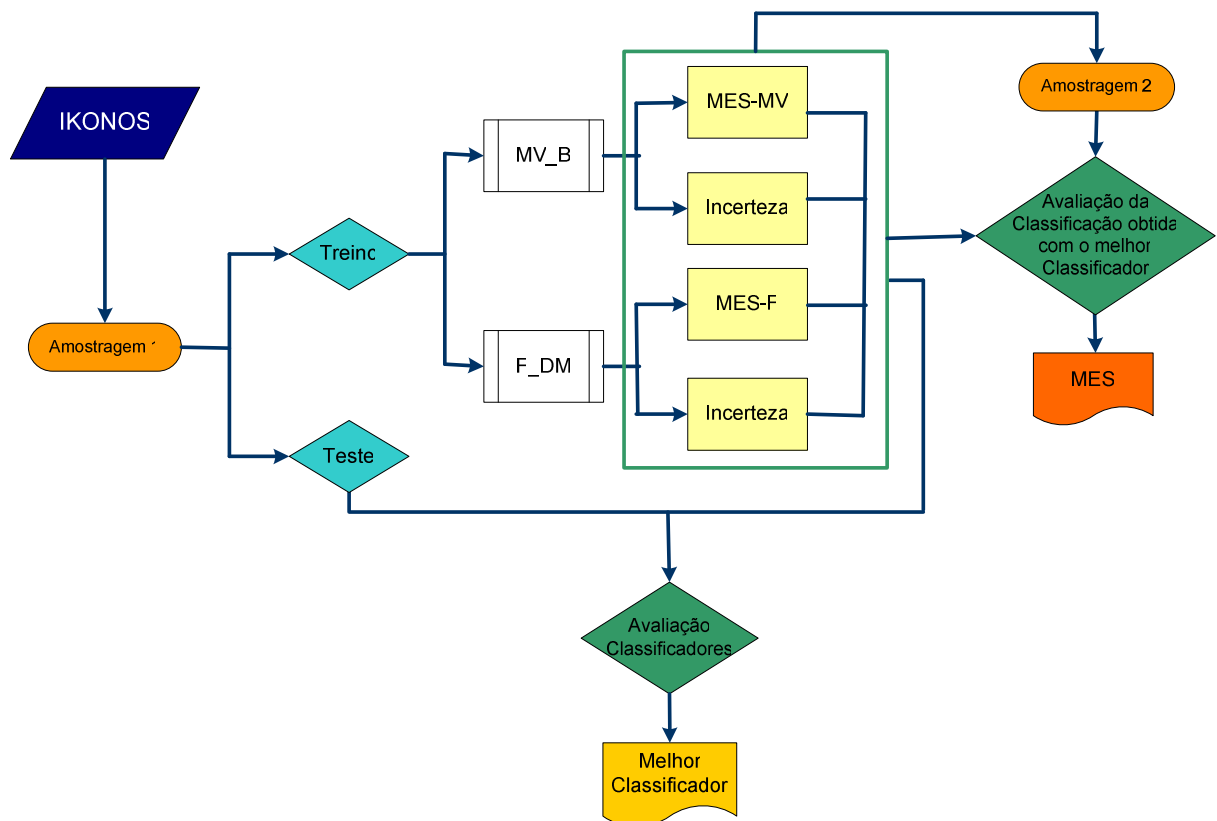 IKONOS
Amostragem 1
Treino
Teste
MV_B
F_DM
MES-MV
Incerteza
MES-F
Incerteza
Amostragem 2
Avaliação da
Classificação obtida
com o melhor
Classificador
MES
Avaliação
Classificadores
Melhor
Classificador